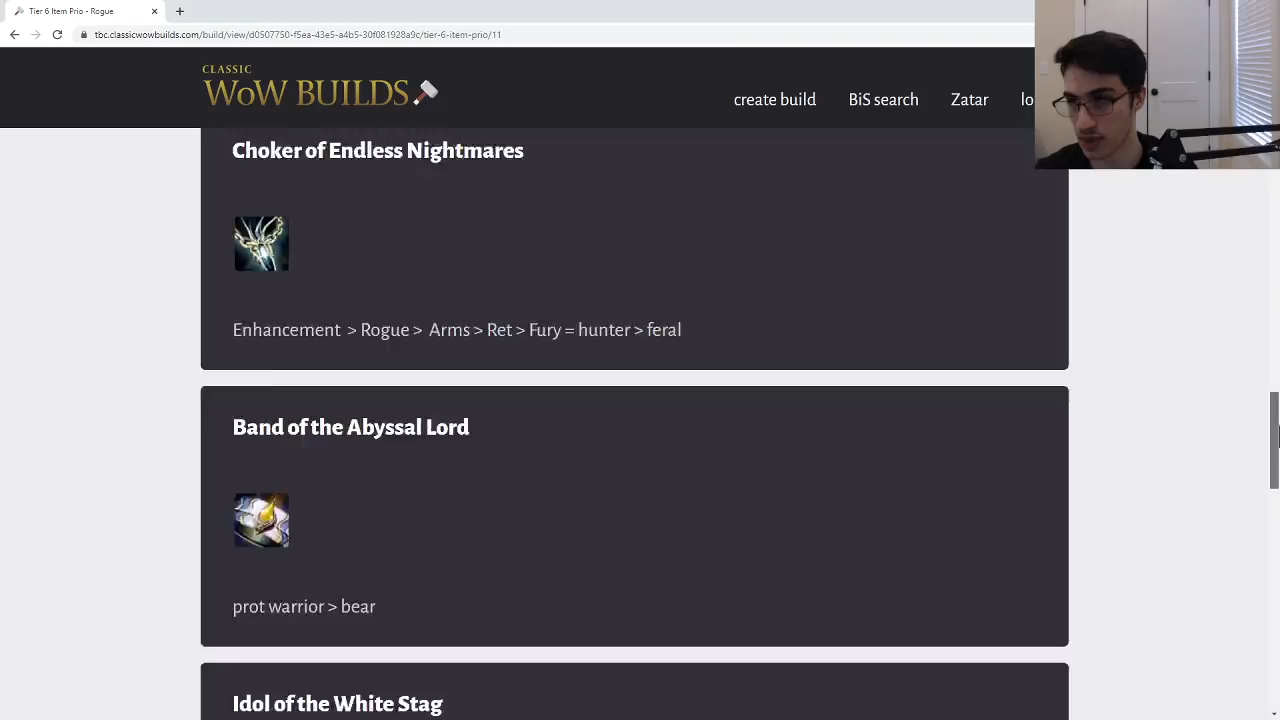 Tier 6 Item Prio - Rogue
tbc.classicwowbuilds.com/build/view/d0507750-f5ea-43e5-a4b5-30f081928a9c/tier-6-item-prio/11
CLASSIC
WoW BUILDS
create build BiS search Zatar lo
Choker of Endless Nightmares
Enhancement > Rogue > Arms > Ret > Fury = hunter > feral
Band of the Abyssal Lord
prot warrior > bear
Idol of the White Stag